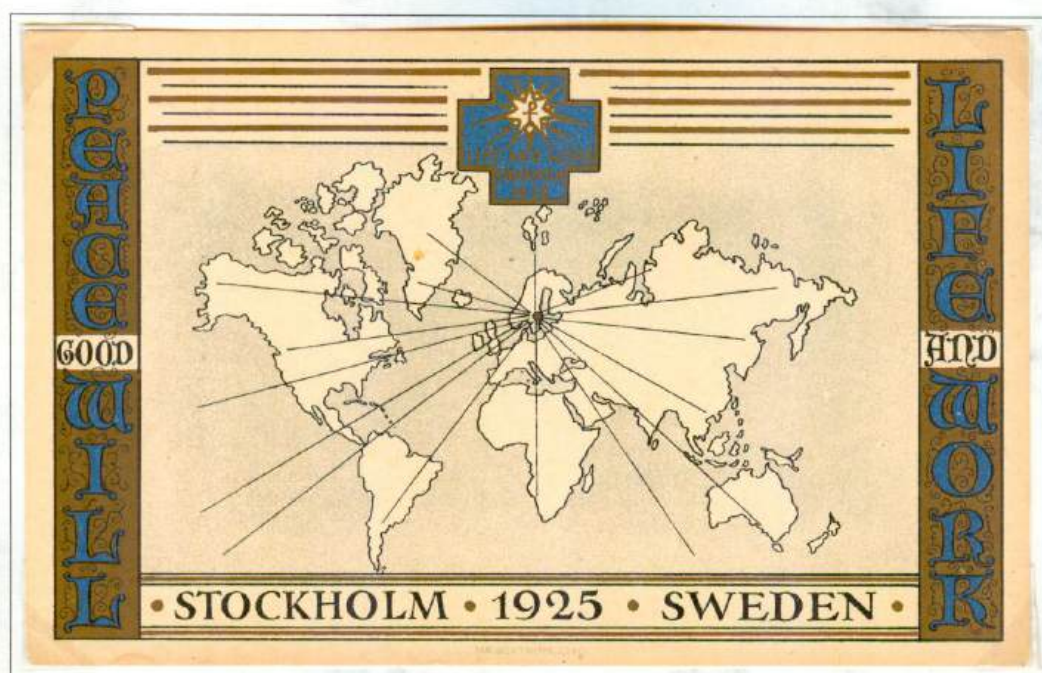 PEACE
GOOD
WILL
STOCKHOLM • 1925 • SWEDEN
LIFE
AND
WORK